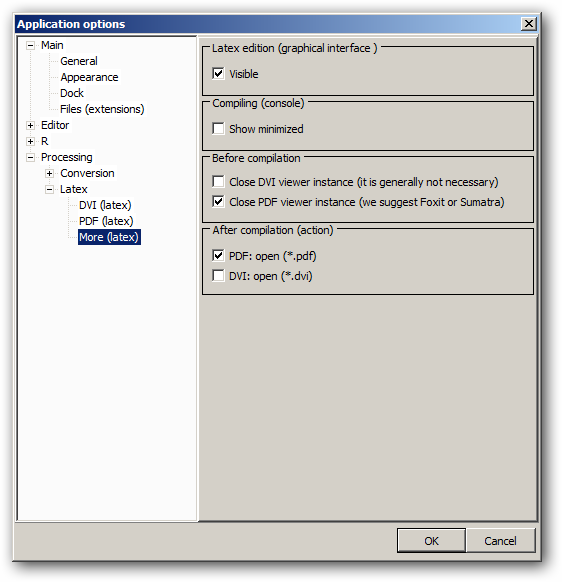 Application options
Main
General
Appearance
Dock
Files (extensions)
Editor
R
Processing
Conversion
Latex
DVI (latex)
PDF (latex)
More (latex)
Latex edition (graphical interface )
Visible
Compiling (console)
Show minimized
Before compilation
Close DVI viewer instance (it is generally not necessary)
Close PDF viewer instance (we suggest Foxit or Sumatra)
After compilation (action)
PDF: open (*.pdf)
DVI: open (*.dvi)
OK
Cancel